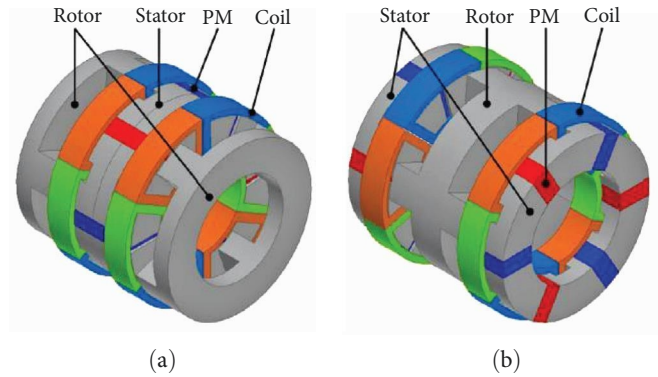 Rotor Stator PM Coil
Stator Rotor PM Coil
(a)
(b)